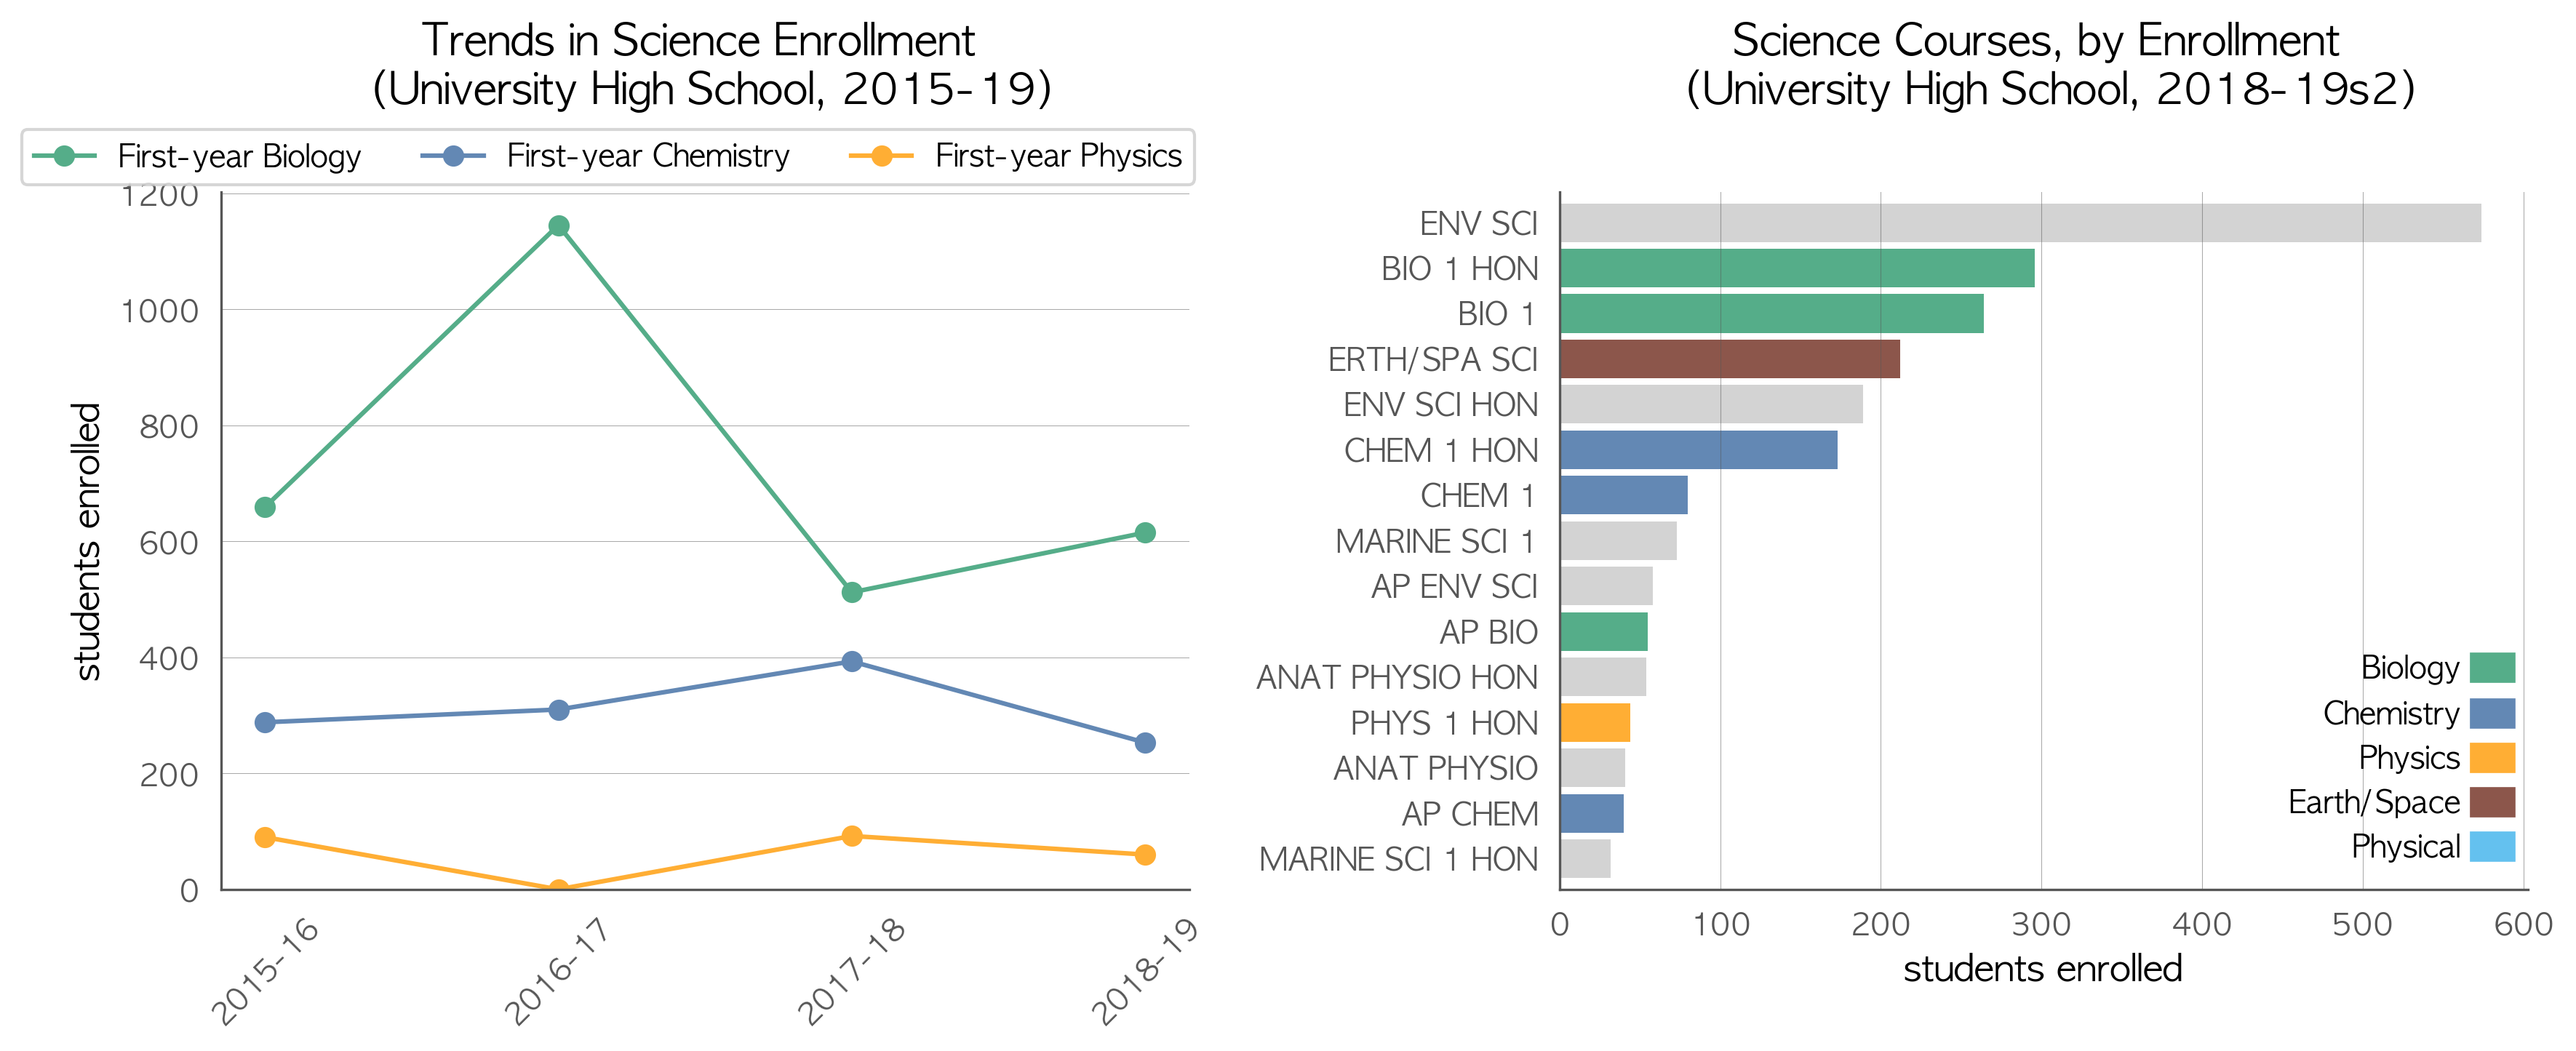 Trends in Science Enrollment
(University High School, 2015-19)
First-year Biology First-year Chemistry First-year Physics
1200
1000
800
600
400
200
0
students enrolled
2015-16
2016-17
2017-18
2018-19
Science Courses, by Enrollment
(University High School, 2018-19s2)
ENV SCI
BIO 1 HON
BIO 1
ERTH/SPA SCI
ENV SCI HON
CHEM 1 HON
CHEM 1
MARINE SCI 1
AP ENV SCI
AP BIO
ANAT PHYSIO HON
PHYS 1 HON
ANAT PHYSIO
AP CHEM
MARINE SCI 1 HON
Biology
Chemistry
Physics
Earth/Space
Physical
0 100 200 300 400 500 600
students enrolled